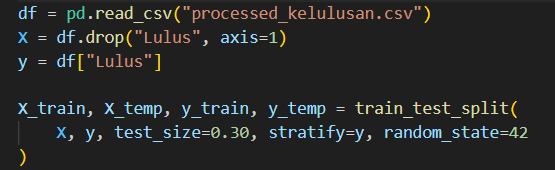 df = pd.read_csv("processed_kelulusan.csv")
X = df.drop("Lulus", axis=1)
y = df["Lulus"]

X_train, X_temp, y_train, y_temp = train_test_split(
    X, y, test_size=0.30, stratify=y, random_state=42
)